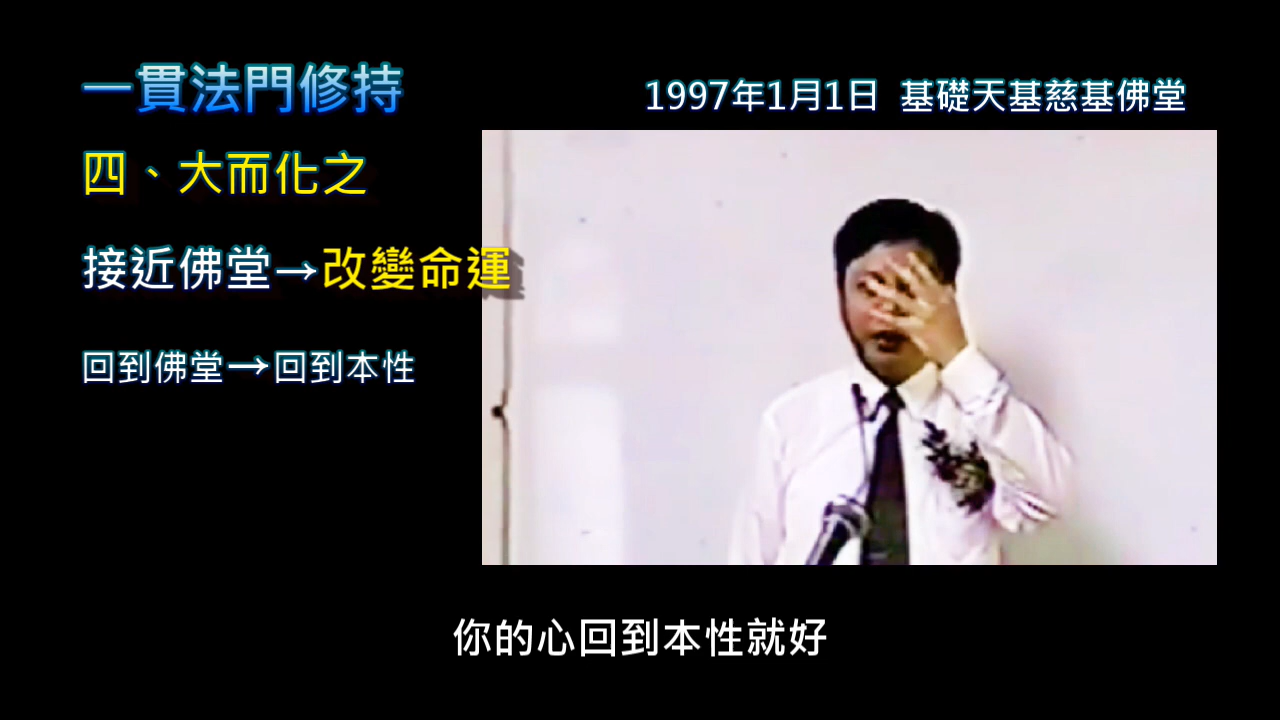 一貫法門修持
1997年1月1日 基礎天基慈基佛堂
四、大而化之
接近佛堂→改變命運
回到佛堂→回到本性
你的心回到本性就好